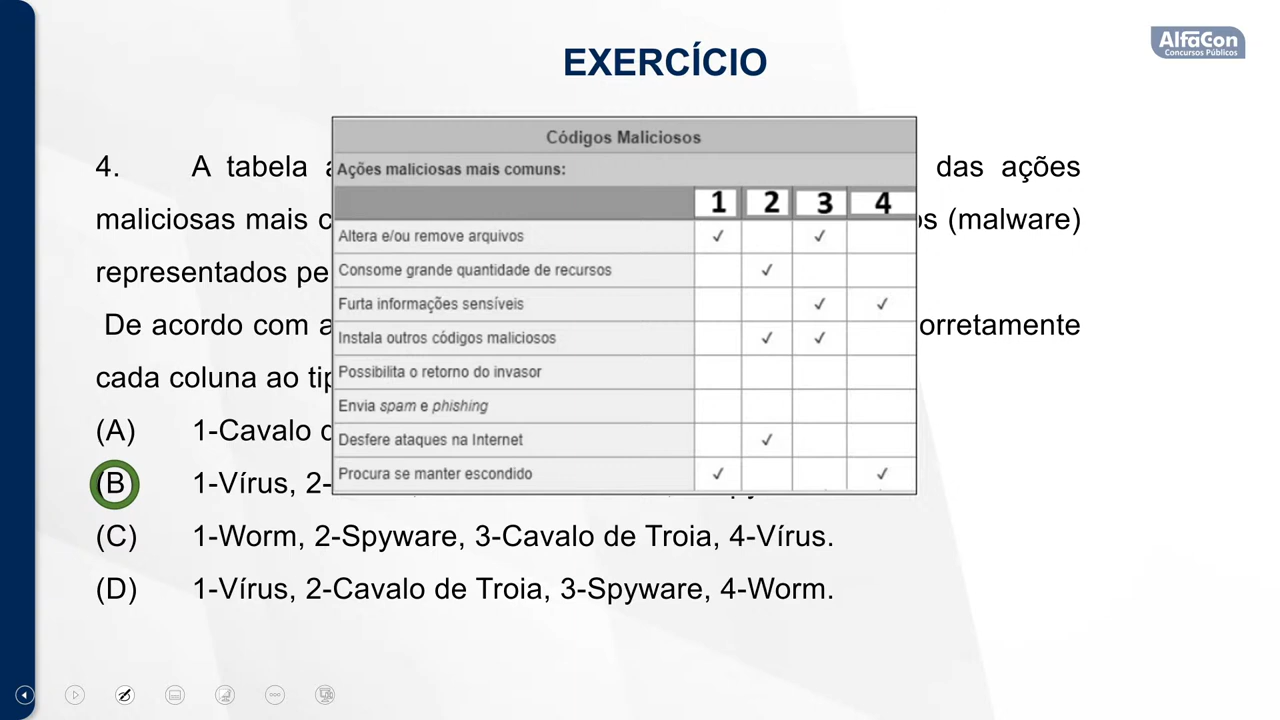 EXERCÍCIO
AlfaCon
Concursos Públicos
4. A tabela das ações
maliciosas mais (malware)
representados
De acordo com
cada coluna ao
(A) 1-Cavalo
(B 1-Vírus, 2-
(C) 1-Worm, 2-Spyware, 3-Cavalo de Troia, 4-Vírus.
(D) 1-Vírus, 2-Cavalo de Troia, 3-Spyware, 4-Worm.
Códigos Maliciosos
Ações maliciosas mais comuns:
1 2 3 4
Altera e/ou remove arquivos ✓ ✓
Consome grande quantidade de recursos ✓
Furta informações sensíveis ✓ ✓
Instala outros códigos maliciosos ✓ ✓
Possibilita o retorno do invasor
Envia spam e phishing
Desfere ataques na Internet ✓
Procura se manter escondido ✓ ✓